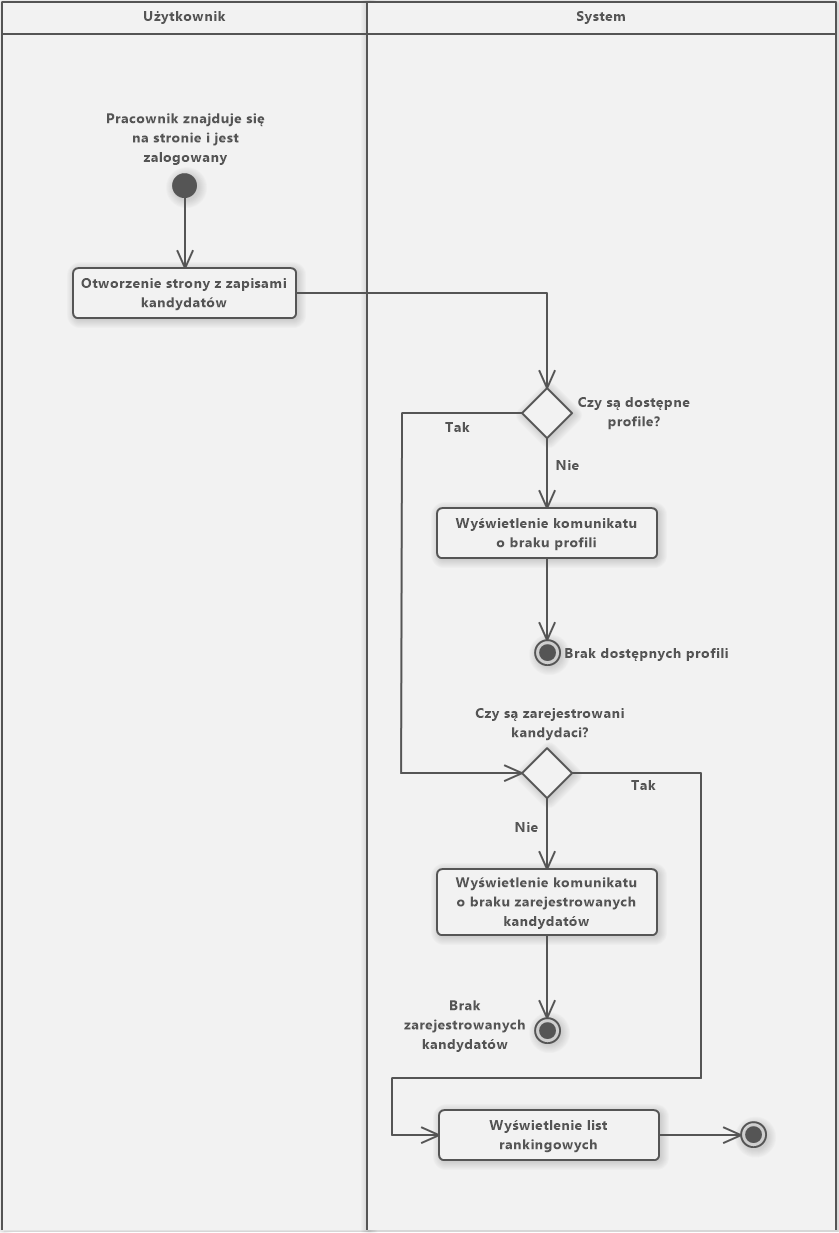 Użytkownik
System
Pracownik znajduje się
na stronie i jest
zalogowany
Otworzenie strony z zapisami
kandydatów
Czy są dostępne
profile?
Tak
Nie
Wyświetlenie komunikatu
o braku profili
Brak dostępnych profili
Czy są zarejestrowani
kandydaci?
Tak
Nie
Wyświetlenie komunikatu
o braku zarejestrowanych
kandydatów
Brak
zarejestrowanych
kandydatów
Wyświetlenie list
rankingowych